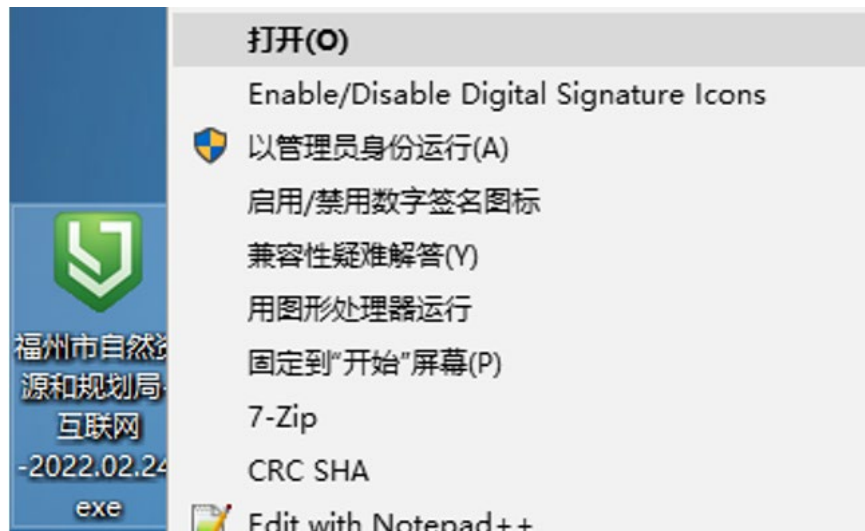 打开(O)
Enable/Disable Digital Signature Icons
以管理员身份运行(A)
启用/禁用数字签名图标
兼容性疑难解答(Y)
用图形处理器运行
固定到“开始”屏幕(P)
7-Zip
CRC SHA
Edit with Notepad++
福州市自然资
源和规划局-
互联网
-2022.02.24
exe